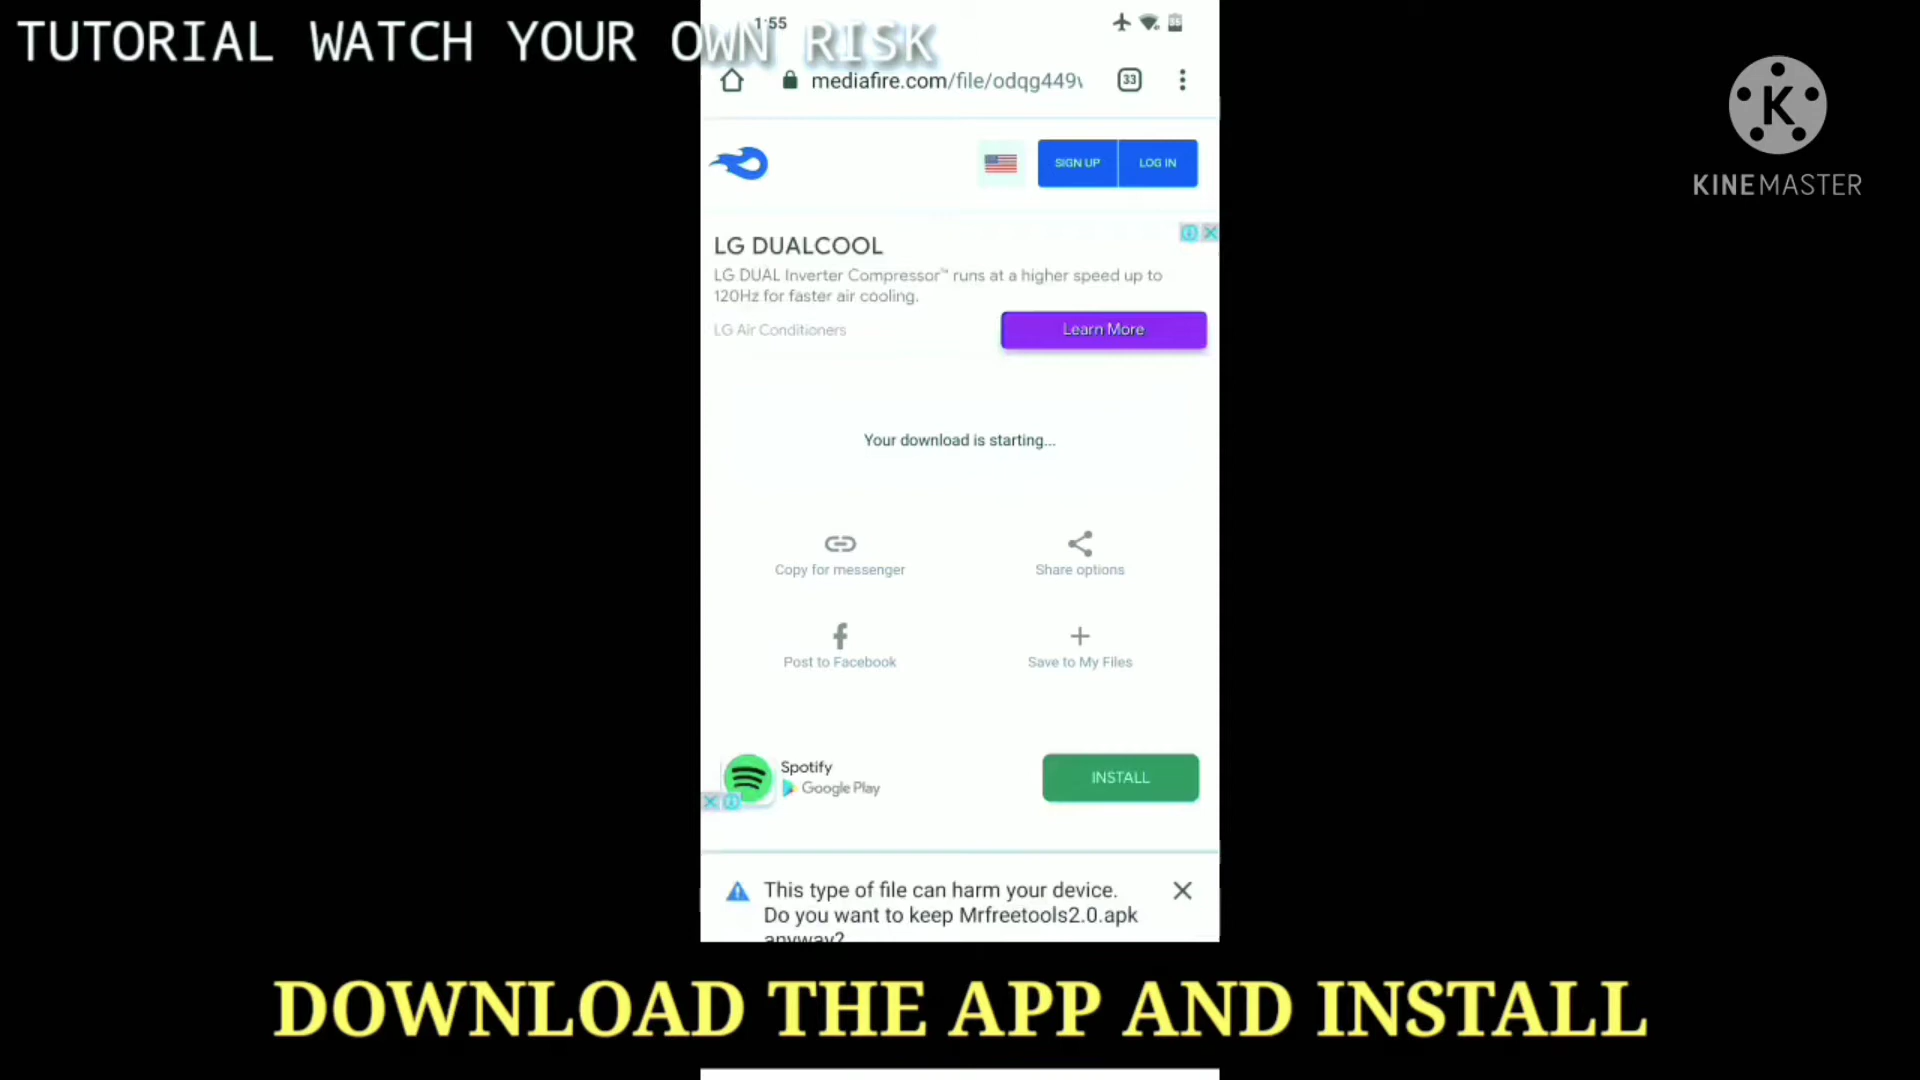 TUTORIAL WATCH YOUR OWN RISK
1:55
mediafire.com/file/odqg449
33
SIGN UP
LOG IN
LG DUALCOOL
LG DUAL Inverter Compressor™ runs at a higher speed up to
120Hz for faster air cooling.
LG Air Conditioners
Learn More
Your download is starting...
Copy for messenger
Share options
Post to Facebook
Save to My Files
Spotify
Google Play
INSTALL
This type of file can harm your device.
Do you want to keep Mrfreetools2.0.apk
anyway?
K
KINEMASTER
DOWNLOAD THE APP AND INSTALL